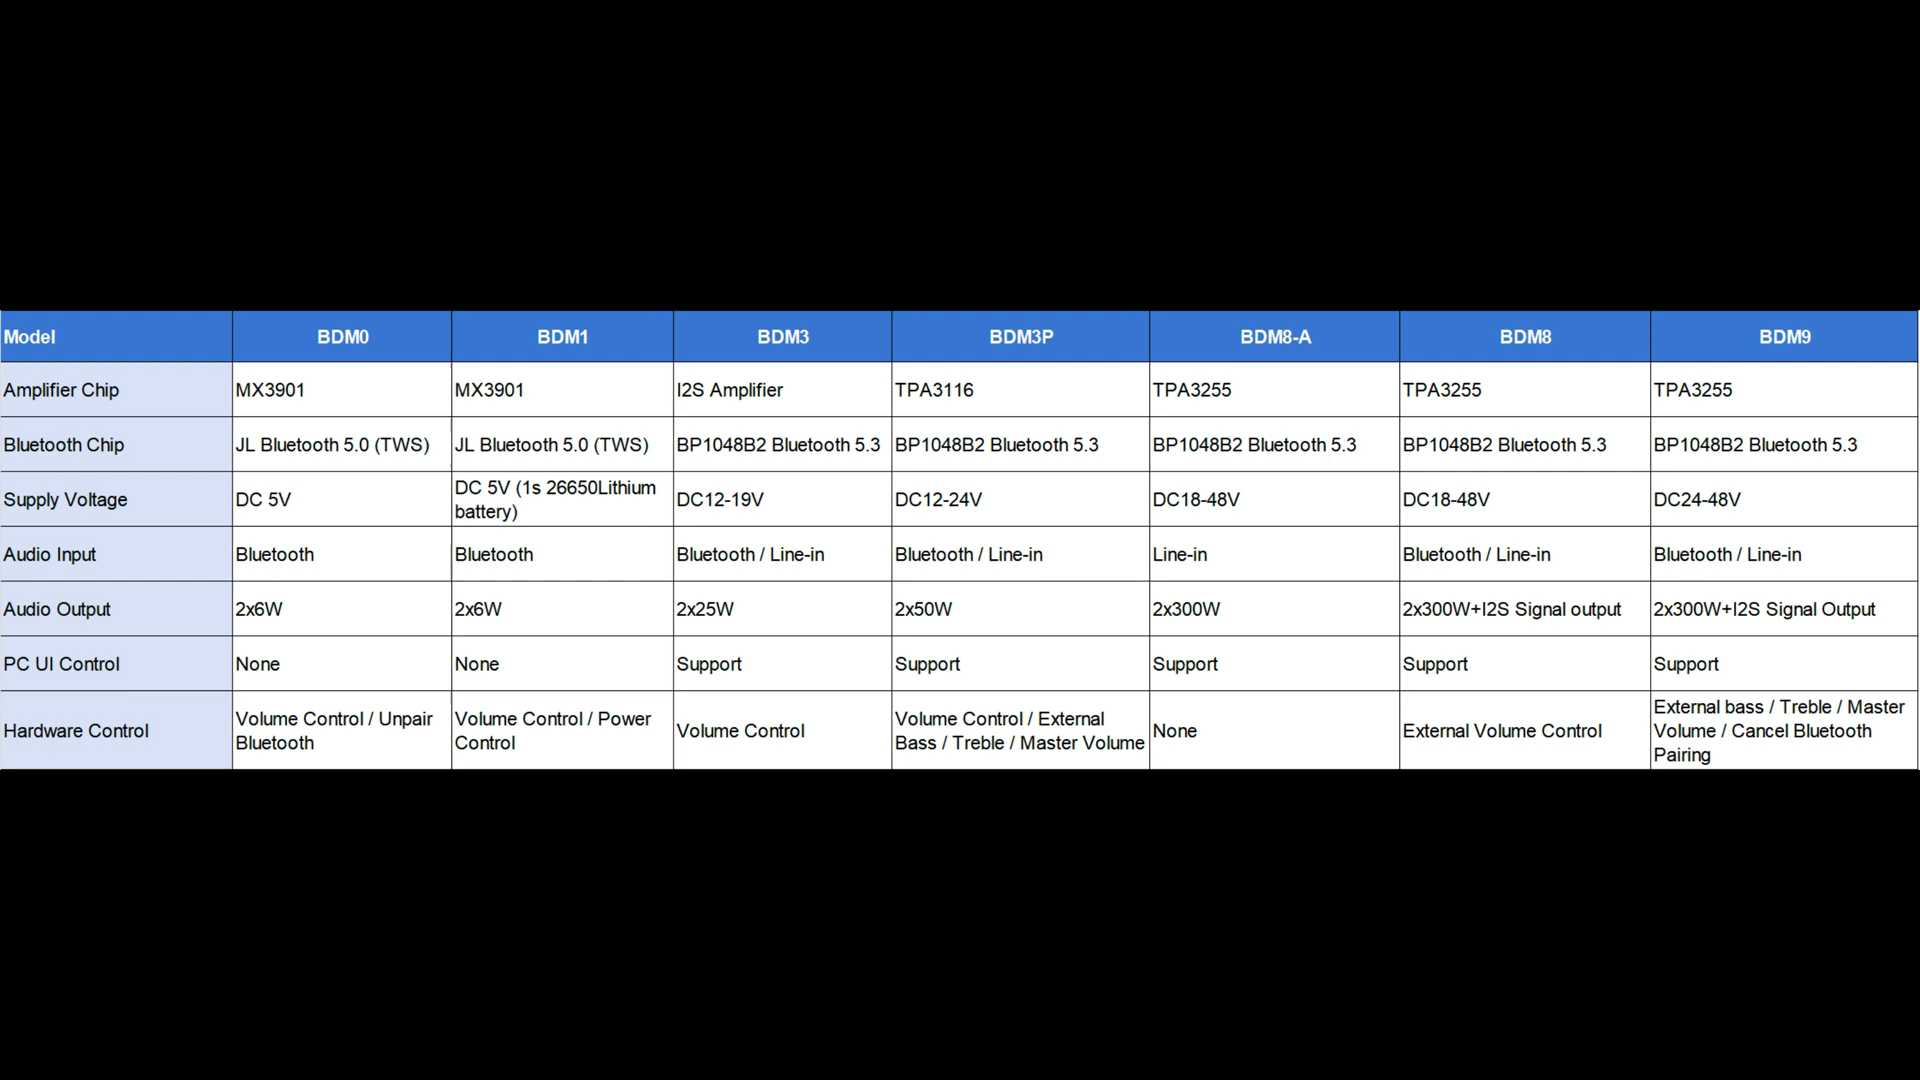 Model BDM0 BDM1 BDM3 BDM3P BDM8-A BDM8 BDM9
Amplifier Chip MX3901 MX3901 I2S Amplifier TPA3116 TPA3255 TPA3255 TPA3255
Bluetooth Chip JL Bluetooth 5.0 (TWS) JL Bluetooth 5.0 (TWS) BP1048B2 Bluetooth 5.3 BP1048B2 Bluetooth 5.3 BP1048B2 Bluetooth 5.3 BP1048B2 Bluetooth 5.3 BP1048B2 Bluetooth 5.3
Supply Voltage DC 5V DC 5V (1s 26650Lithium
battery) DC12-19V DC12-24V DC18-48V DC18-48V DC24-48V
Audio Input Bluetooth Bluetooth Bluetooth / Line-in Bluetooth / Line-in Line-in Bluetooth / Line-in Bluetooth / Line-in
Audio Output 2x6W 2x6W 2x25W 2x50W 2x300W 2x300W+I2S Signal output 2x300W+I2S Signal Output
PC UI Control None None Support Support Support Support Support
Hardware Control Volume Control / Unpair
Bluetooth Volume Control / Power
Control Volume Control Volume Control / External
Bass / Treble / Master Volume None External Volume Control External bass / Treble / Master
Volume / Cancel Bluetooth
Pairing